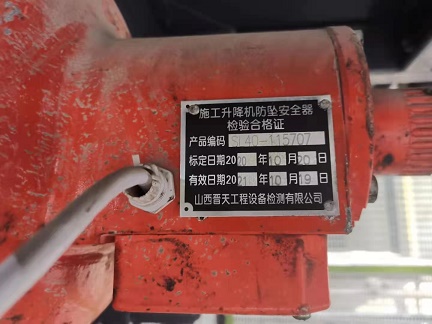 施工升降机防坠安全器
检验合格证
产品编码 SL40-115707
标定日期2020年10月20日
有效日期2021年10月19日
山西普天工程设备检测有限公司